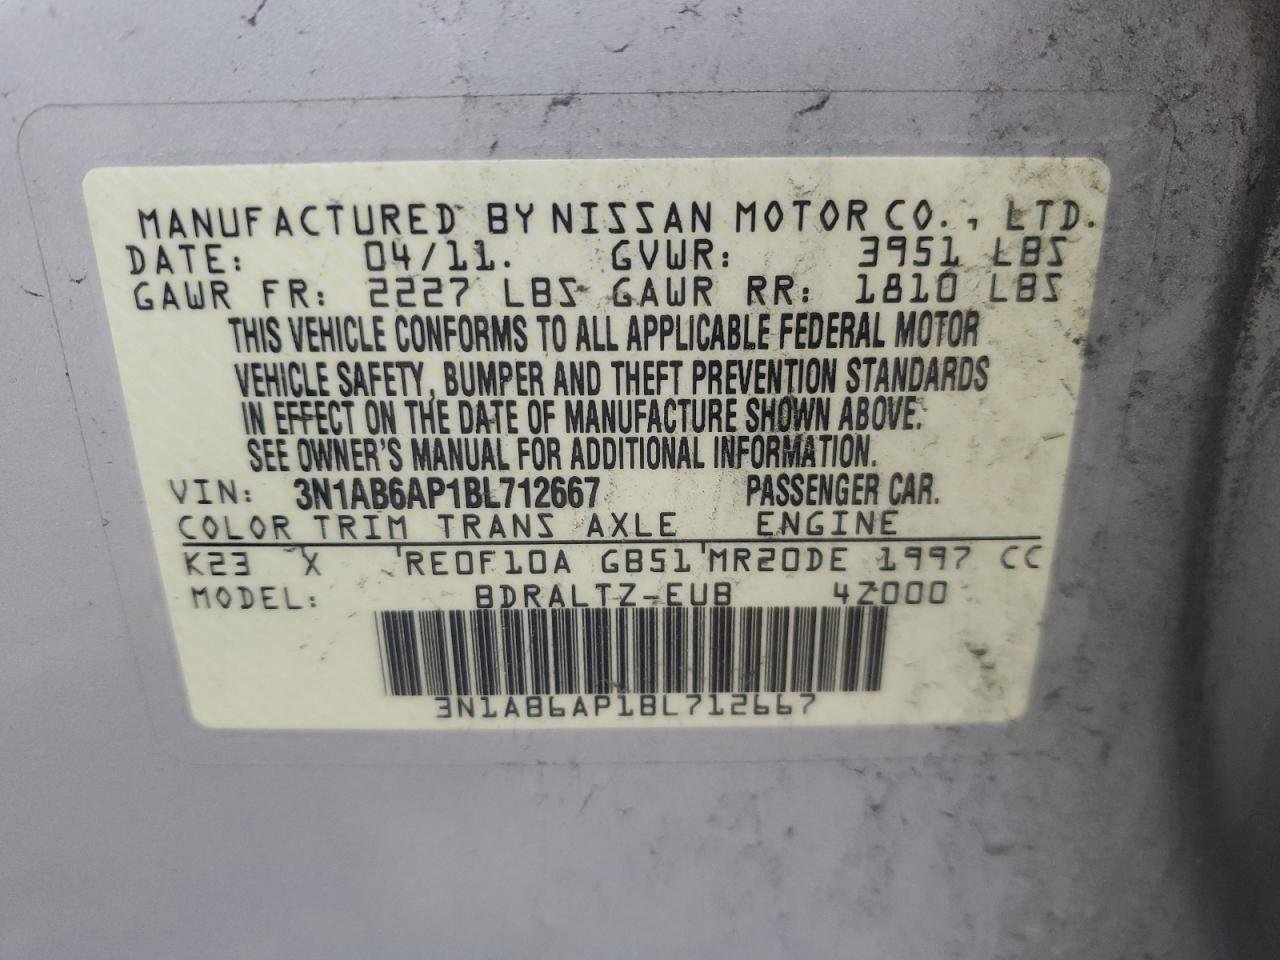 MANUFACTURED BY NISSAN MOTOR CO., LTD.
DATE: 04/11. GVWR: 3951 LBS
GAWR FR: 2227 LBS GAWR RR: 1810 LBS
THIS VEHICLE CONFORMS TO ALL APPLICABLE FEDERAL MOTOR
VEHICLE SAFETY, BUMPER AND THEFT PREVENTION STANDARDS
IN EFFECT ON THE DATE OF MANUFACTURE SHOWN ABOVE.
SEE OWNER'S MANUAL FOR ADDITIONAL INFORMATION.
VIN: 3N1AB6AP1BL712667 PASSENGER CAR.
COLOR TRIM TRANS AXLE ENGINE
K23 X 'RE0F10A GB51'MR20DE 1997 CC
MODEL: BDRALTZ-EUB 4Z000
3N1AB6AP1BL712667